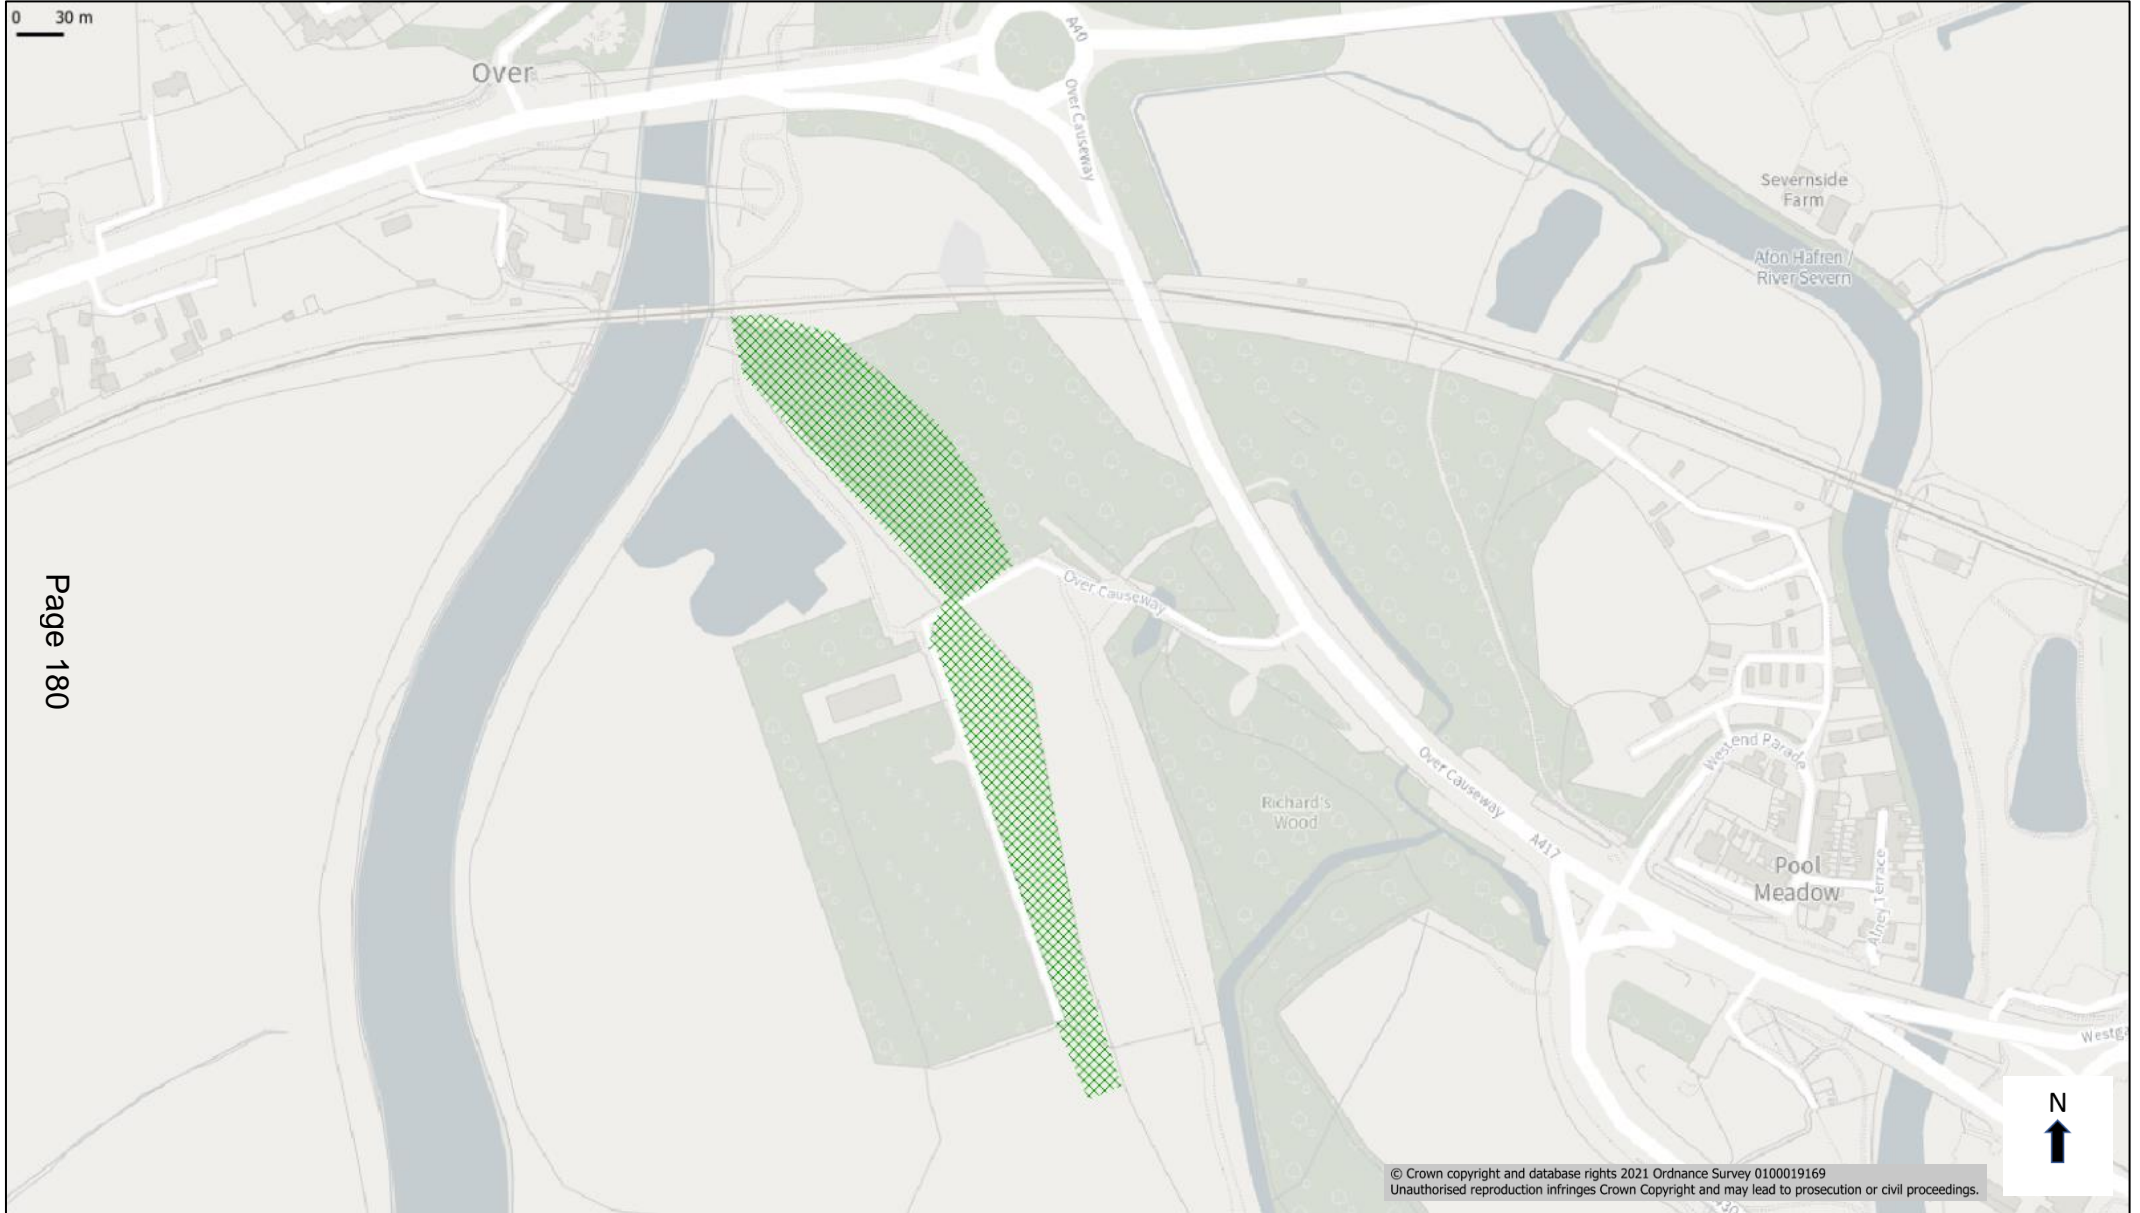 0 30 m
Over
A40
Over Causeway
Severnside
Farm
Afon Hafren /
River Severn
Page 180
Over Causeway
Over Causeway
Westend Parade
Richard's
Wood
A417
Pool
Meadow
Alney Terrace
Westga
N
© Crown copyright and database rights 2021 Ordnance Survey 0100019169
Unauthorised reproduction infringes Crown Copyright and may lead to prosecution or civil proceedings.